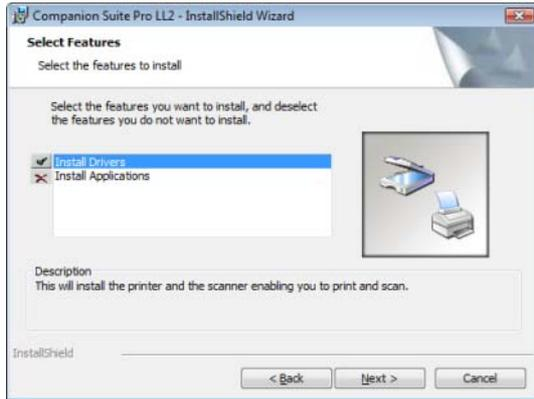 Companion Suite Pro LL2 - InstallShield Wizard
Select Features
Select the features to install
Select the features you want to install, and deselect
the features you do not want to install.
Install Drivers
Install Applications
Description
This will install the printer and the scanner enabling you to print and scan.
InstallShield
< Back Next > Cancel